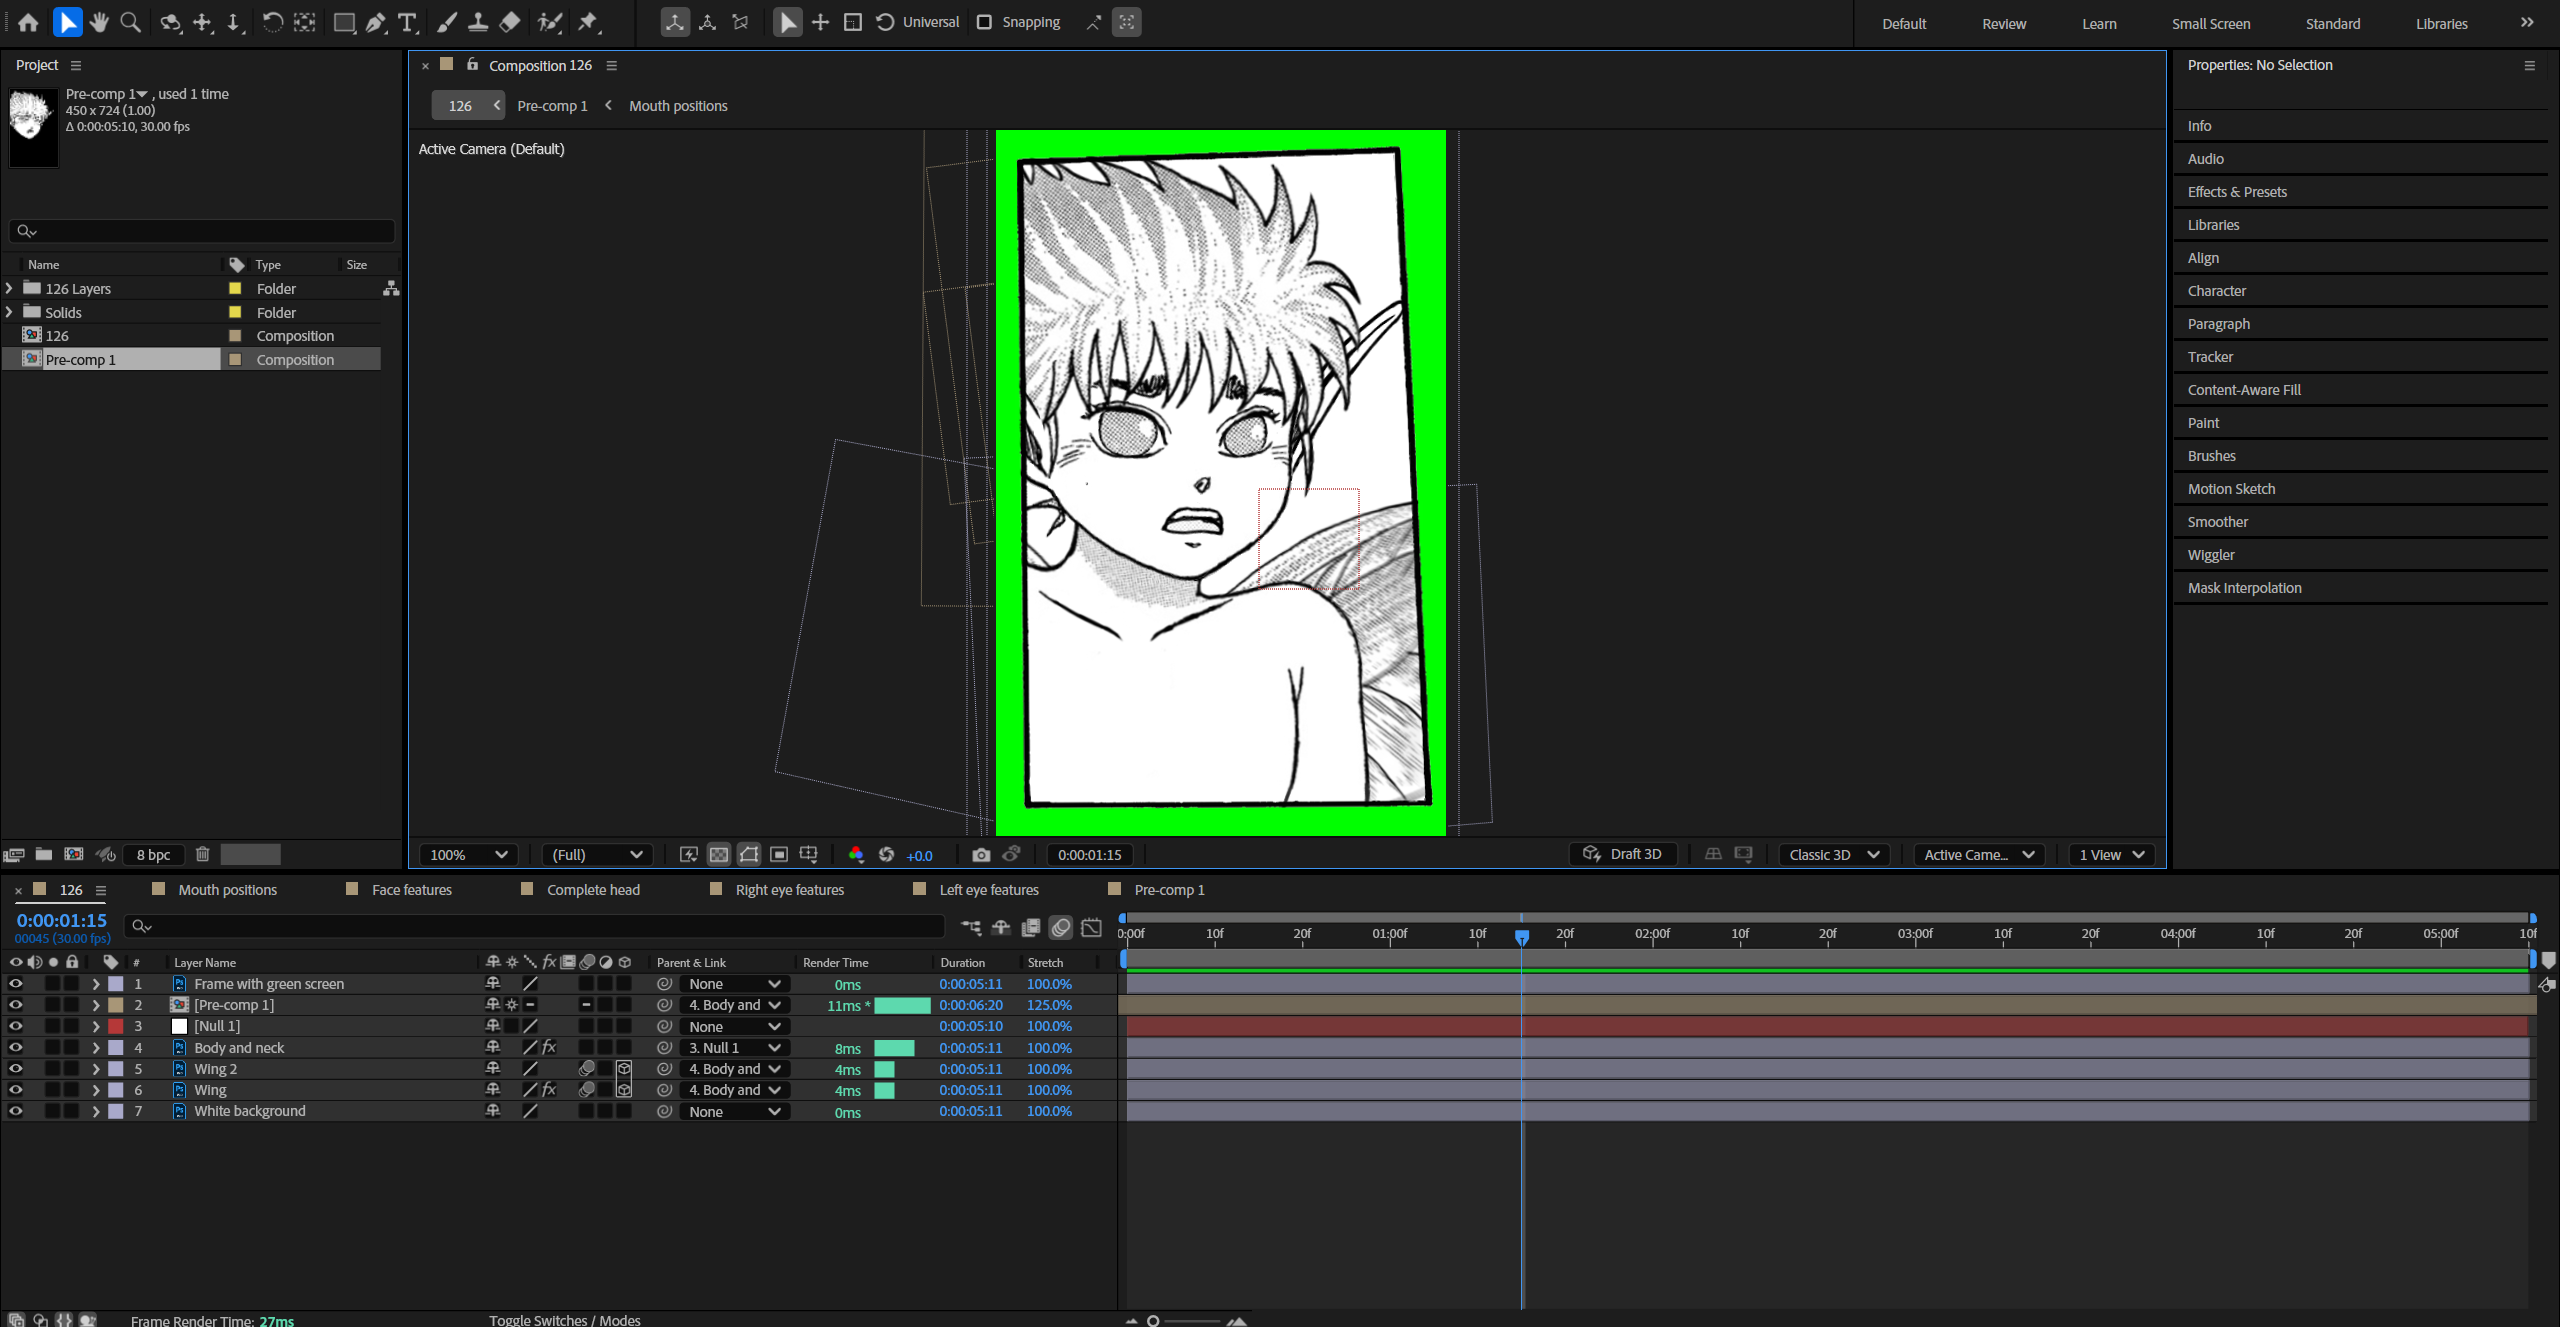 Universal Snapping Default Review Learn Small Screen Standard Libraries
Project
Pre-comp 1 , used 1 time
450 x 724 (1.00)
Δ 0:00:05:10, 30.00 fps
Name Type Size
126 Layers Folder
Solids Folder
126 Composition
Pre-comp 1 Composition
8 bpc
Composition 126
126 Pre-comp 1 Mouth positions
Active Camera (Default)
100% (Full) +0.0 0:00:01:15 Draft 3D Classic 3D Active Came... 1 View
Properties: No Selection
Info
Audio
Effects & Presets
Libraries
Align
Character
Paragraph
Tracker
Content-Aware Fill
Paint
Brushes
Motion Sketch
Smoother
Wiggler
Mask Interpolation
126 Mouth positions Face features Complete head Right eye features Left eye features Pre-comp 1
0:00:01:15
00045 (30.00 fps)
0:00f 10f 20f 01:00f 10f 20f 02:00f 10f 20f 03:00f 10f 20f 04:00f 10f 20f 05:00f 10f
# Layer Name fx Parent & Link Render Time Duration Stretch
1 Ps Frame with green screen None 0ms 0:00:05:11 100.0%
2 [Pre-comp 1] 4. Body and 11ms * 0:00:06:20 125.0%
3 [Null 1] None 0:00:05:10 100.0%
4 Ps Body and neck fx 3. Null 1 8ms 0:00:05:11 100.0%
5 Ps Wing 2 4. Body and 4ms 0:00:05:11 100.0%
6 Ps Wing fx 4. Body and 4ms 0:00:05:11 100.0%
7 Ps White background None 0ms 0:00:05:11 100.0%
Frame Render Time: 27ms Toggle Switches / Modes